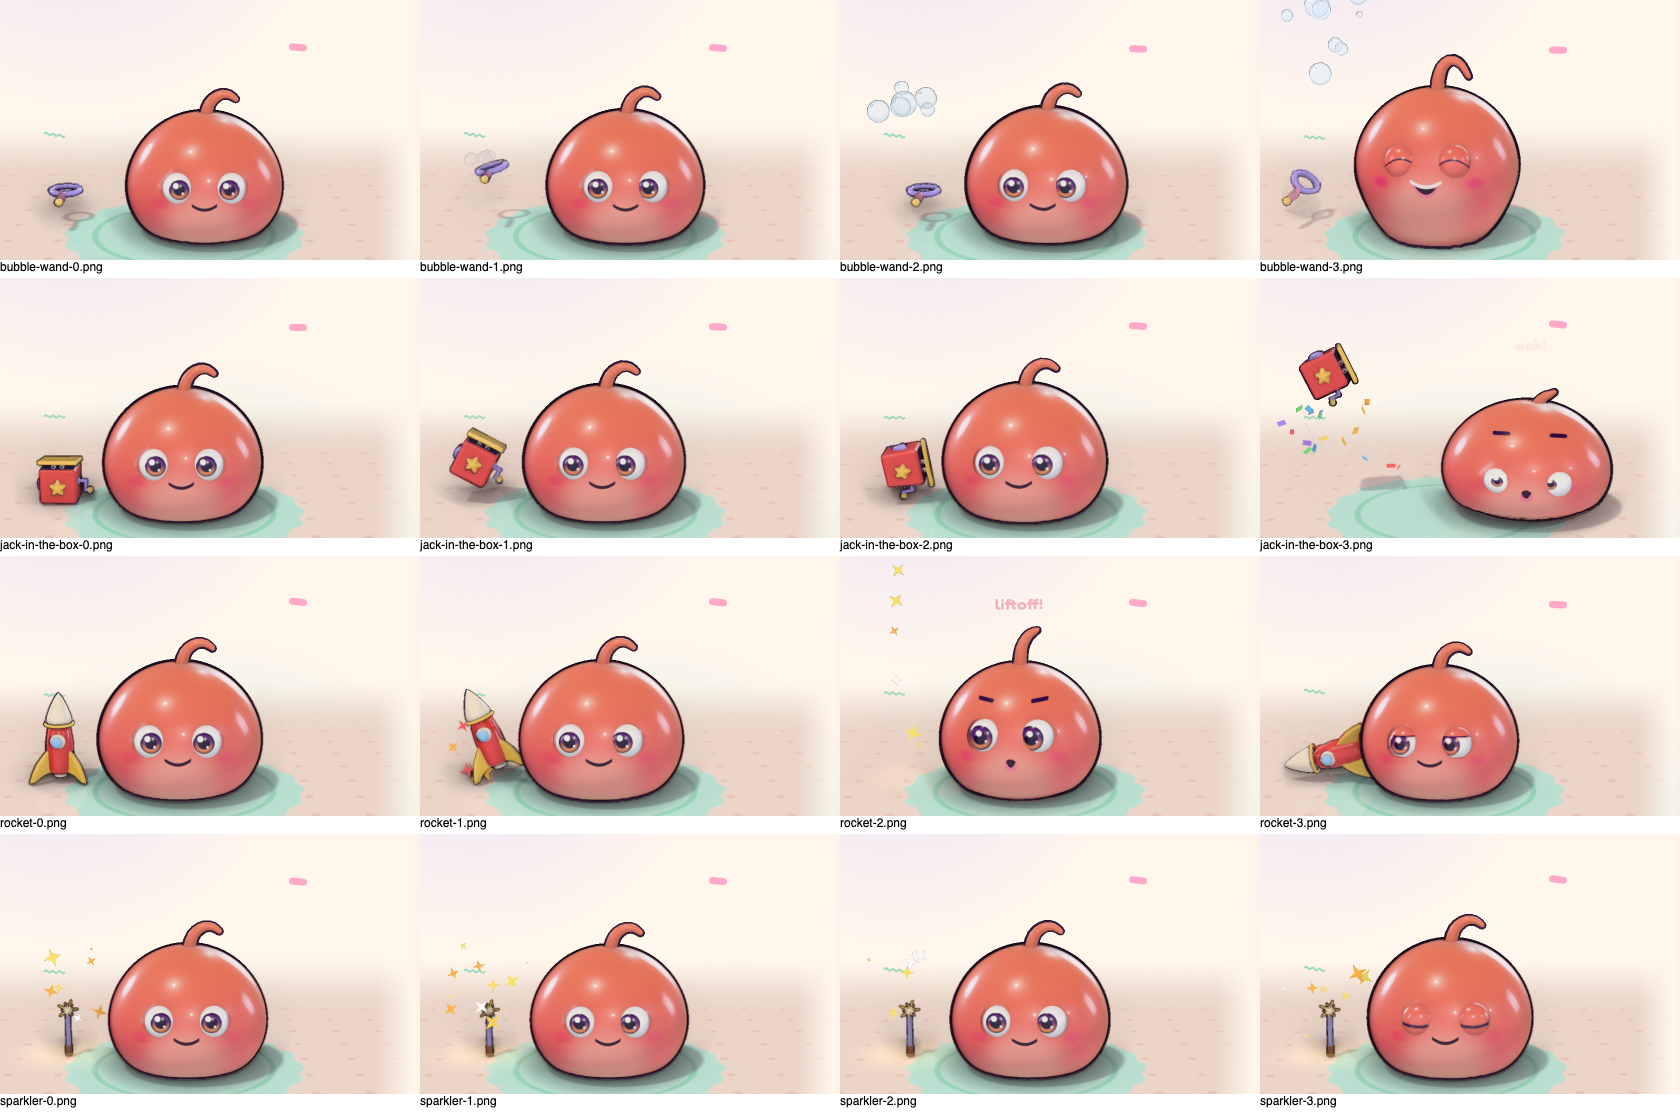 bubble-wand-0.png
bubble-wand-1.png
bubble-wand-2.png
bubble-wand-3.png
eek!
jack-in-the-box-0.png
jack-in-the-box-1.png
jack-in-the-box-2.png
jack-in-the-box-3.png
liftoff!
rocket-0.png
rocket-1.png
rocket-2.png
rocket-3.png
sparkler-0.png
sparkler-1.png
sparkler-2.png
sparkler-3.png